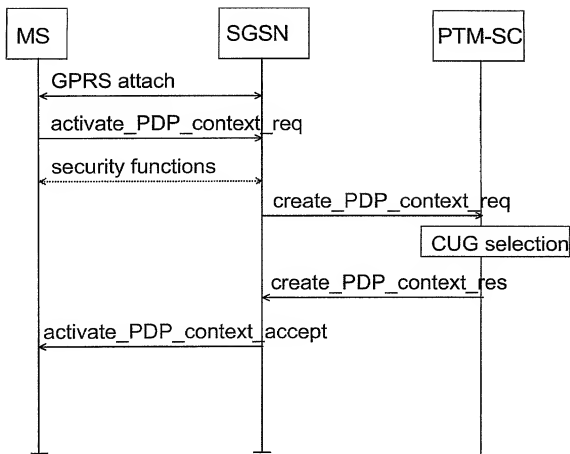 MS
SGSN
PTM-SC
GPRS attach
activate_PDP_context_req
security functions
create_PDP_context_req
CUG selection
create_PDP_context_res
activate_PDP_context_accept